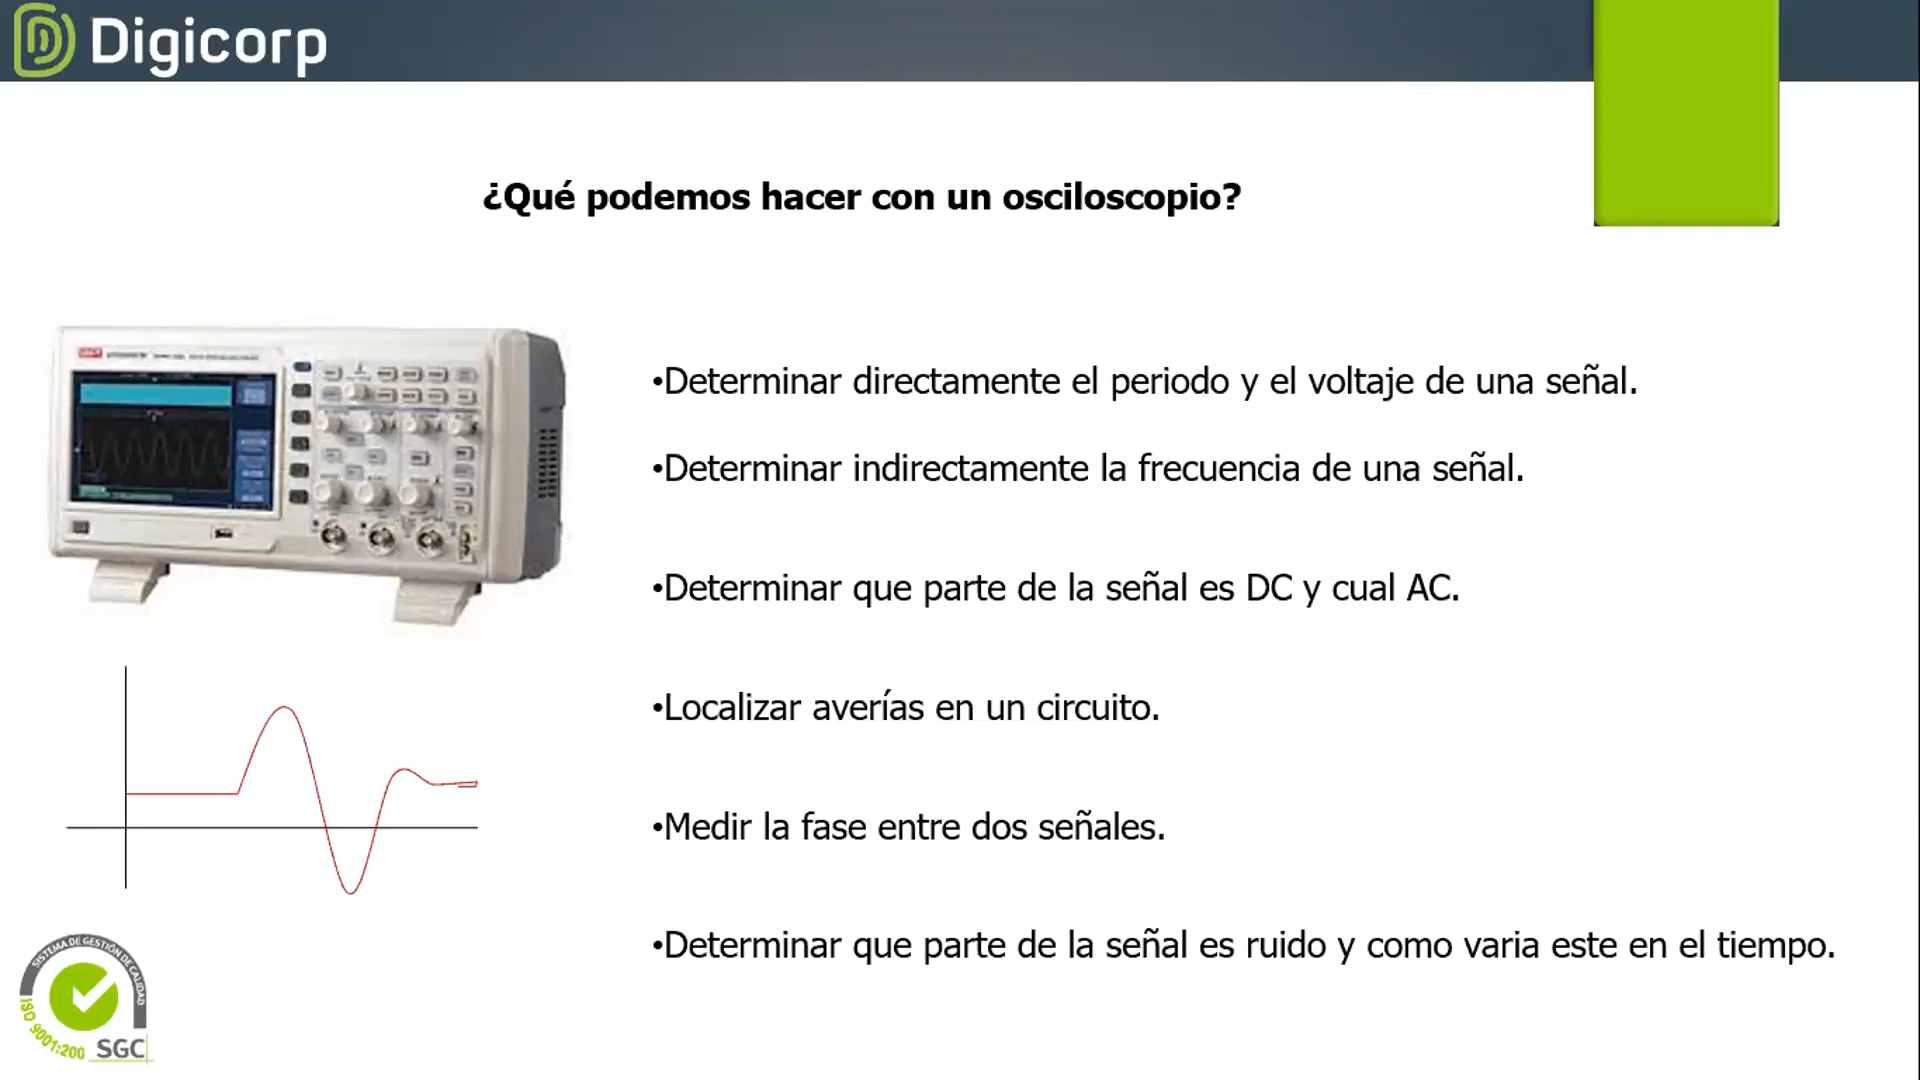 Digicorp
¿Qué podemos hacer con un osciloscopio?
•Determinar directamente el periodo y el voltaje de una señal.
•Determinar indirectamente la frecuencia de una señal.
•Determinar que parte de la señal es DC y cual AC.
•Localizar averías en un circuito.
•Medir la fase entre dos señales.
•Determinar que parte de la señal es ruido y como varia este en el tiempo.
SISTEMA DE GESTIÓN DE CALIDAD
ISO 9001:200
SGC